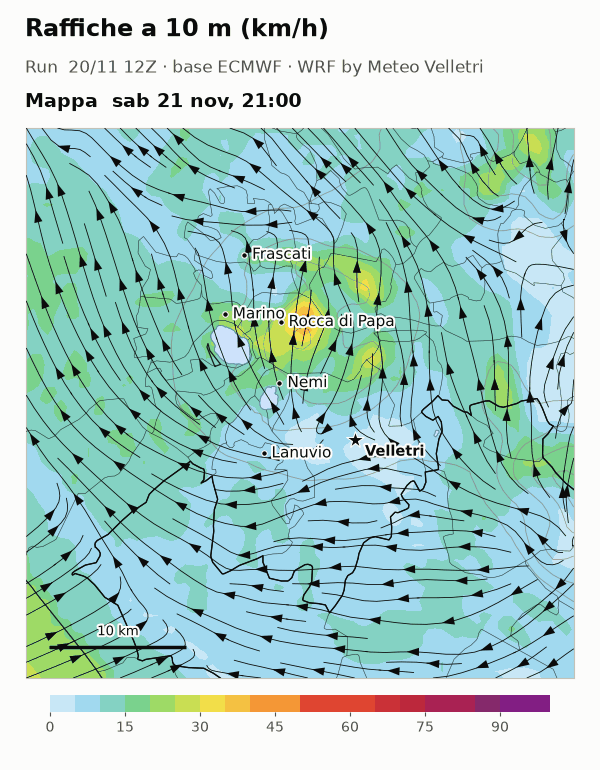 Raffiche a 10 m (km/h)
Run  20/11 12Z · base ECMWF · WRF by Meteo Velletri
Mappa  sab 21 nov, 21:00
Frascati
Marino
Rocca di Papa
Nemi
Lanuvio
Velletri
10 km
0 15 30 45 60 75 90